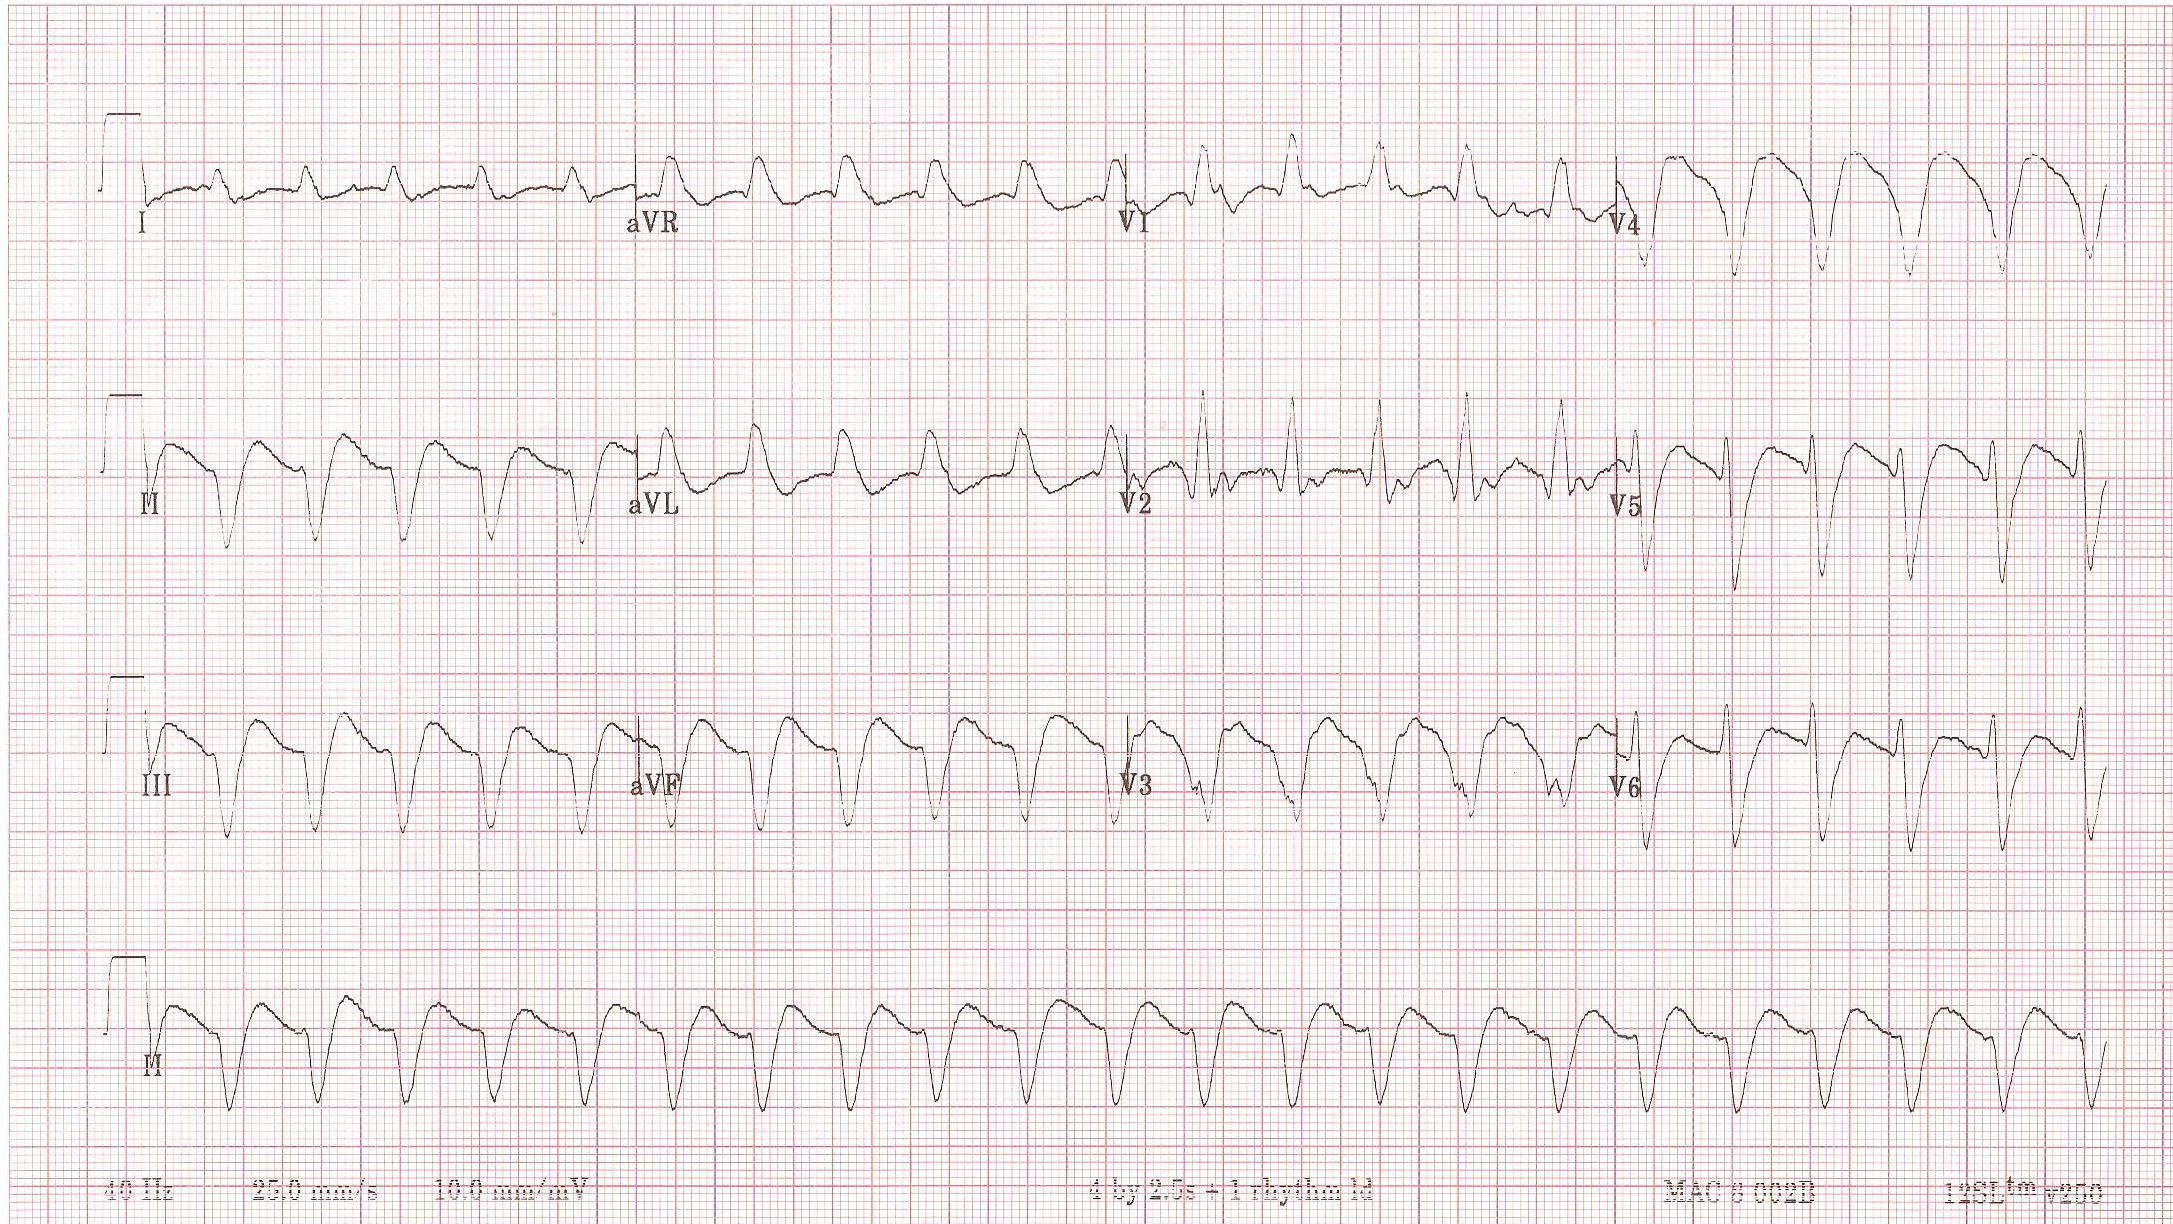 I aVR V1 V4
II aVL V2 V5
III aVF V3 V6
II
40 Hz 25.0 mm/s 10.0 mm/mV 4 by 2.5s + 1 rhythm ld MAC 8 002B 12SL™ v250